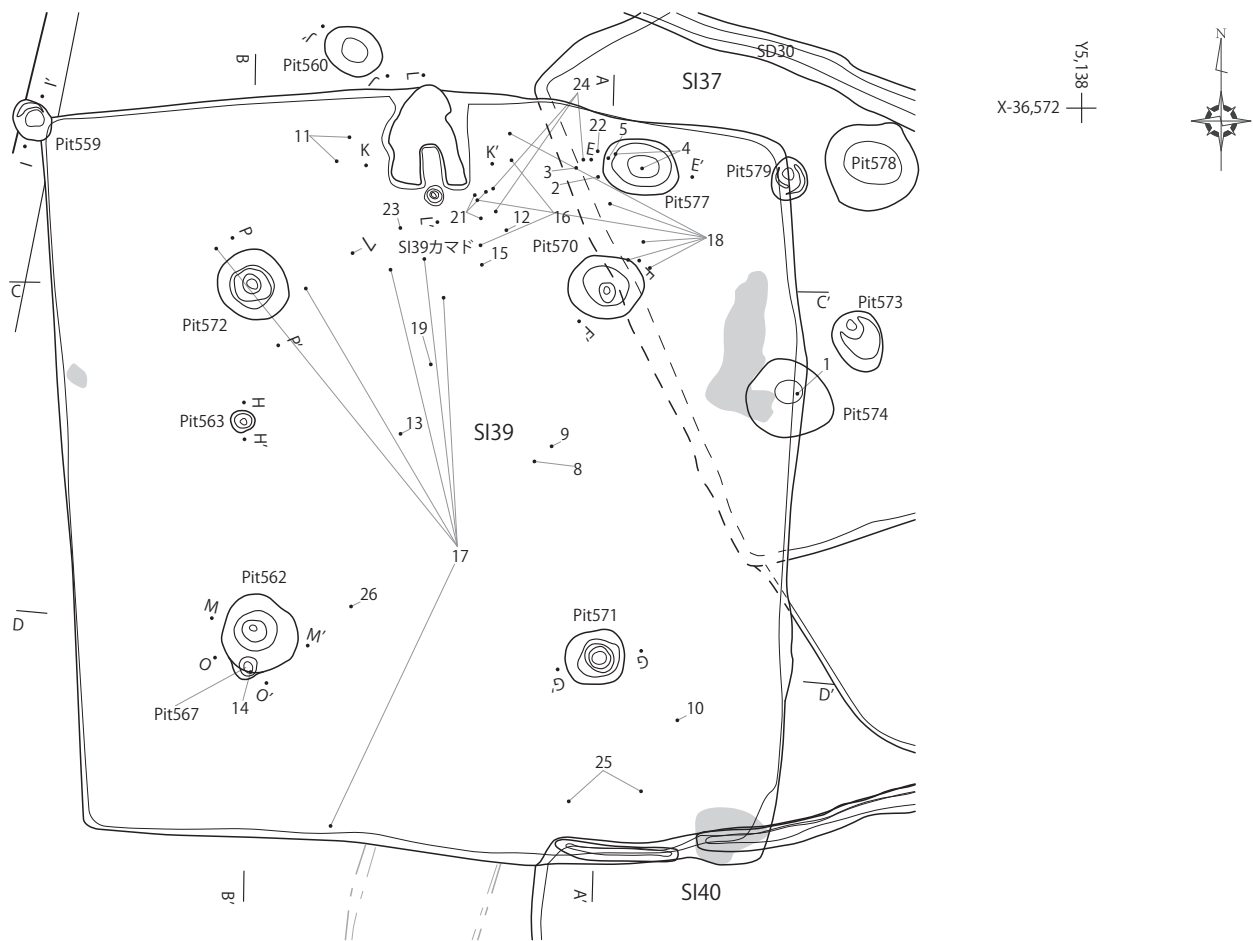 N
Y5,138
X-36,572
SD30
SI37
J'
Pit560
J
L
B
A
24
I'
Pit559
I
11
K
K'
22
5
4
E
E'
3
2
Pit577
Pit579
Pit578
23
21
L'
12
16
18
SI39カマド
15
Pit570
P
L
F
C
C'
Pit572
P'
F'
Pit573
19
1
H
Pit563
H'
13
SI39
9
8
Pit574
17
Pit562
26
Pit571
M
M'
D
O
G
G'
D'
Pit567
14
O'
10
25
B'
A'
SI40